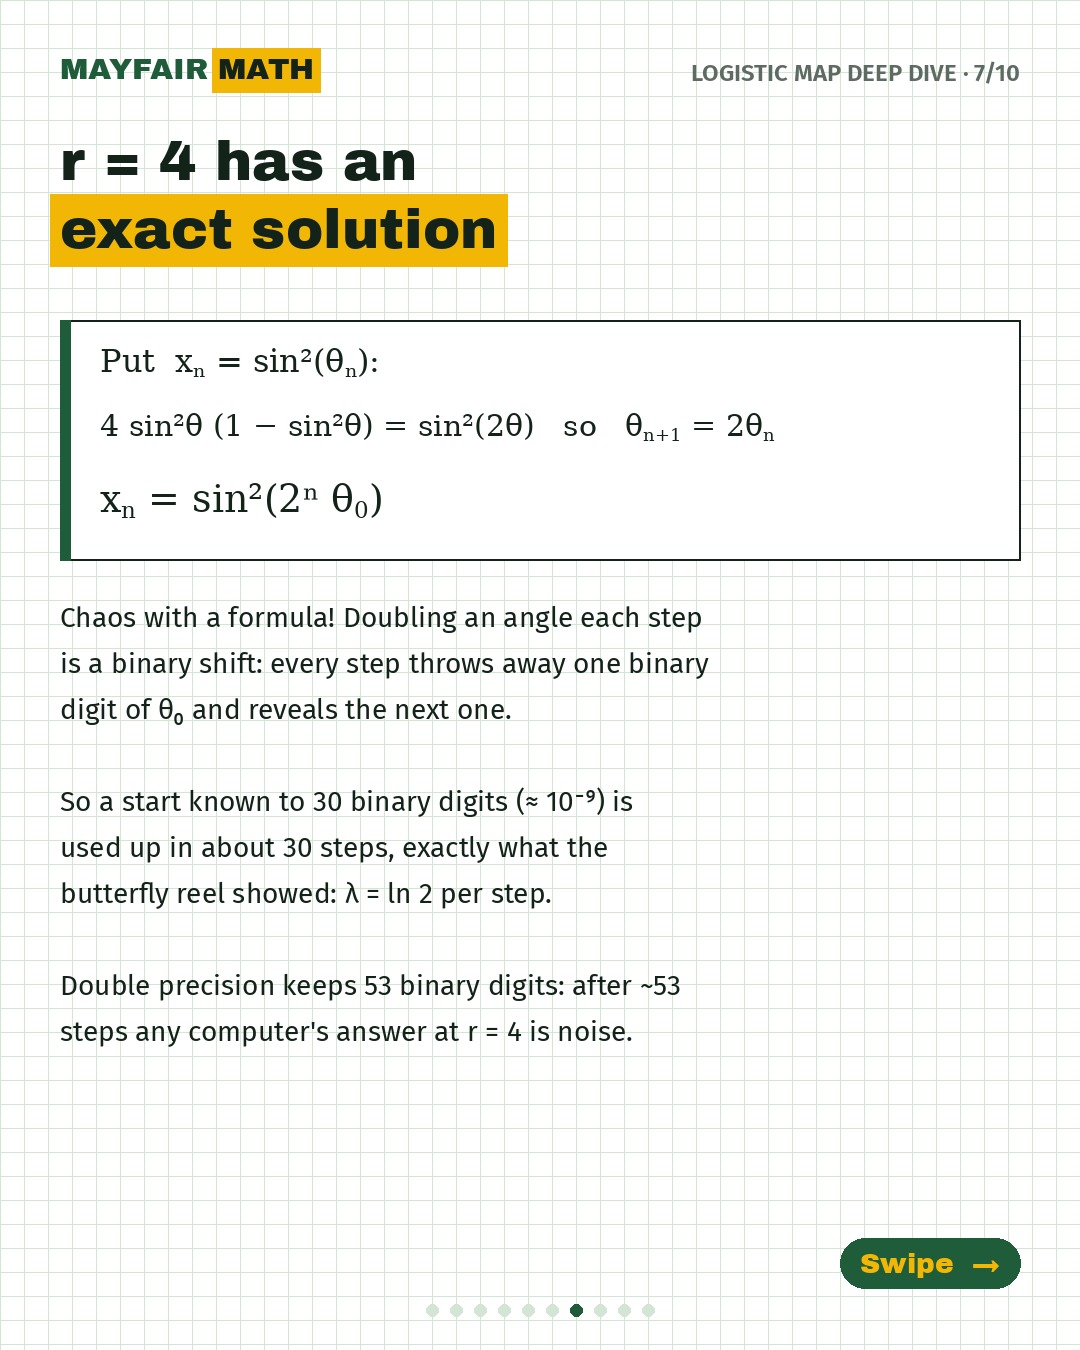 MAYFAIR MATH
LOGISTIC MAP DEEP DIVE · 7/10
r = 4 has an
exact solution
Put xₙ = sin²(θₙ):
4 sin²θ (1 − sin²θ) = sin²(2θ) so θₙ₊₁ = 2θₙ
xₙ = sin²(2ⁿ θ₀)
Chaos with a formula! Doubling an angle each step
is a binary shift: every step throws away one binary
digit of θ₀ and reveals the next one.
So a start known to 30 binary digits (≈ 10⁻⁹) is
used up in about 30 steps, exactly what the
butterfly reel showed: λ = ln 2 per step.
Double precision keeps 53 binary digits: after ~53
steps any computer's answer at r = 4 is noise.
Swipe →